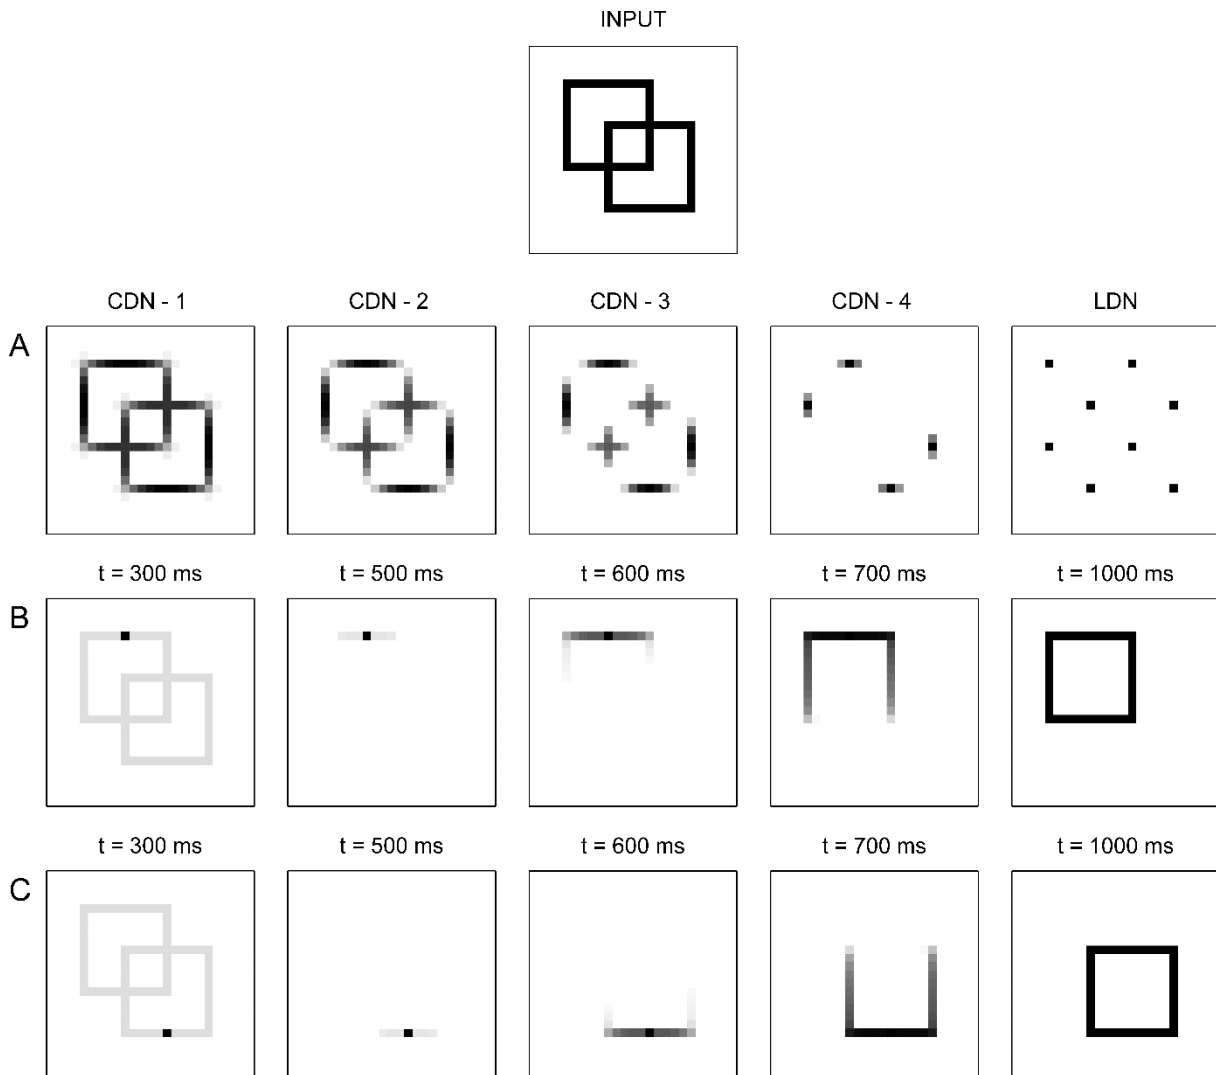 INPUT
CDN - 1 CDN - 2 CDN - 3 CDN - 4 LDN
A
t = 300 ms t = 500 ms t = 600 ms t = 700 ms t = 1000 ms
B
t = 300 ms t = 500 ms t = 600 ms t = 700 ms t = 1000 ms
C